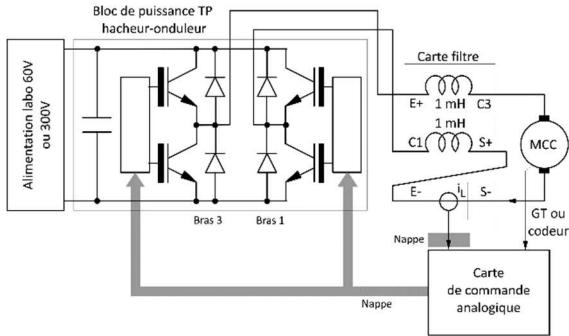 Bloc de puissance TP
hacheur-onduleur
Alimentation labo 60V
ou 300V
Bras 3
Bras 1
Carte filtre
E+ 1 mH C3
1 mH
C1 S+
MCC
E- iL S-
GT ou
codeur
Nappe
Carte
de commande
analogique
Nappe